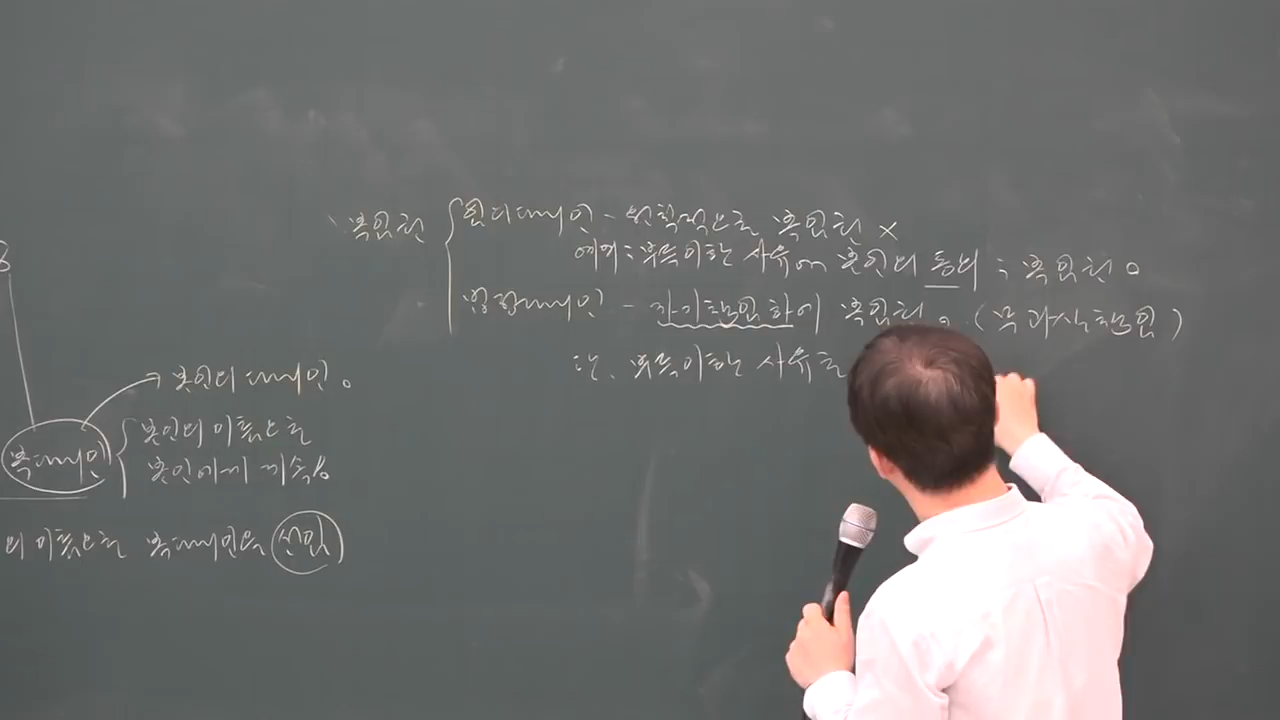 복대리인
→ 본인의 대리인 ○
본인의 이름으로
본인에게 귀속됨
의 이름으로 복대리인을 선임
복임권
임의대리인 - 원칙적으로 복임권 ×
예외: 부득이한 사유 본인의 동의: 복임권 ○
법정대리인 - 자기책임하에 복임권 ○ (무과실책임)
단, 부득이한 사유로